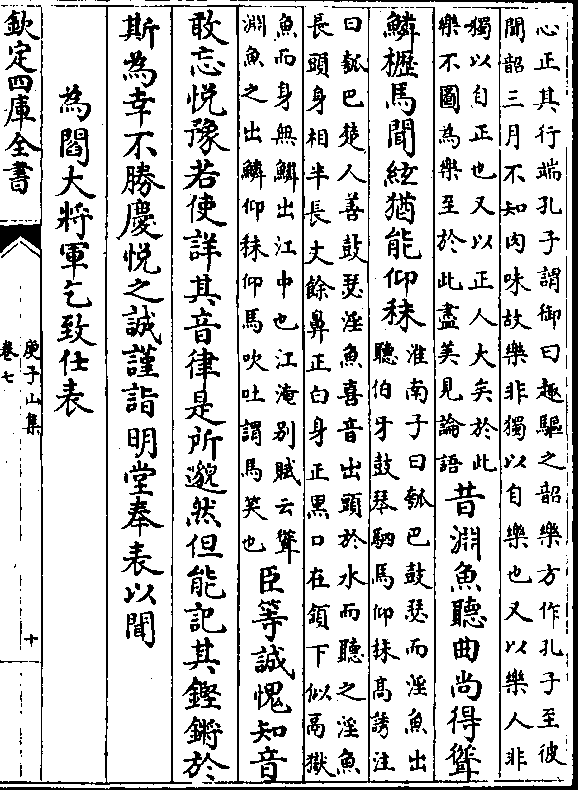 心正其行端孔子謂御曰趣驅之韶樂方作孔子至彼
聞韶三月不知肉味故樂非獨以自樂也又以樂人非
獨以自正也又以正人大矣於此
樂不圖為樂至於此盡美見論語
昔淵魚聽曲尚得聳
鱗櫪馬聞絃猶能仰秣
淮南子曰瓠巴鼓瑟而淫魚出
聽伯牙鼓琴駟馬仰秣高誘注
曰瓠巴楚人善鼓瑟淫魚喜音出頭於水而聽之淫魚
長頭身相半長丈餘鼻正白身正黑口在頷下似鬲獄
魚而身無鱗出江中也江淹別賦云聳
淵魚之出鱗仰秣仰馬吹吐謂馬笑也
臣等誠愧知音
敢忘悦豫若使詳其音律是所邈然但能記其鏗鏘於
斯為幸不勝慶悦之誠謹詣 明堂奉表以聞
為閻大將軍乞致仕表
欽定四庫全書
庾子山集
卷七
十